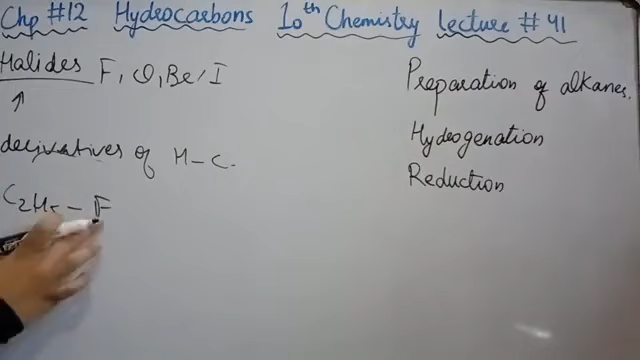 Chp #12 Hydrocarbons 10th Chemistry Lecture # 41
Halides F, Cl, Br, I
derivatives of H-C.
C2H5 - F
Preparation of alkanes.
Hydrogenation
Reduction